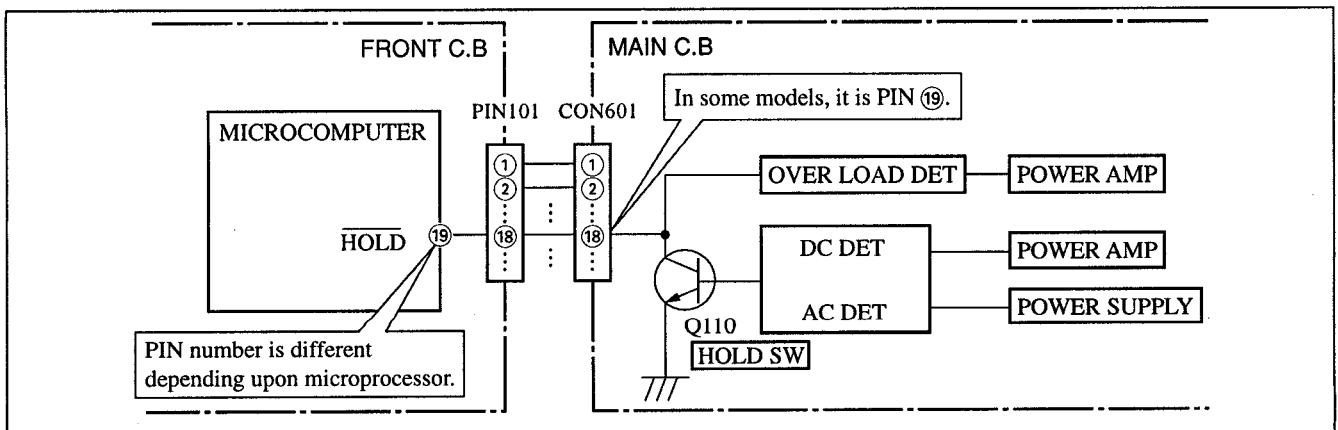 FRONT C.B
MAIN C.B
In some models, it is PIN ⑲.
PIN101
CON601
MICROCOMPUTER
①
①
②
②
HOLD
⑲
⑱
⑱
OVER LOAD DET
POWER AMP
DC DET
POWER AMP
AC DET
POWER SUPPLY
Q110
HOLD SW
PIN number is different
depending upon microprocessor.